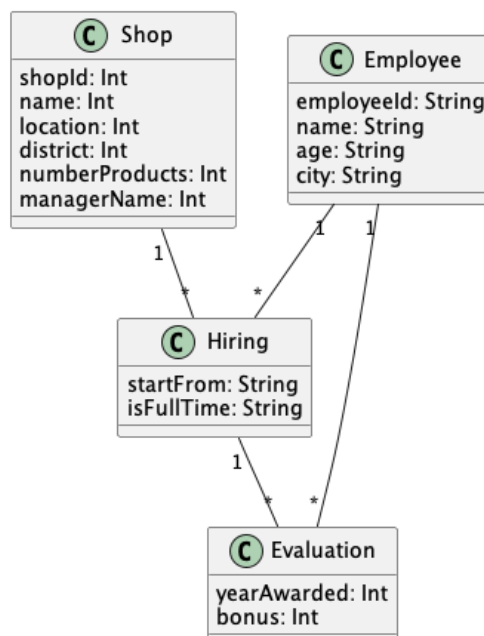 C Shop
shopId: Int
name: Int
location: Int
district: Int
numberProducts: Int
managerName: Int
C Employee
employeeId: String
name: String
age: String
city: String
1
1
1
*
*
C Hiring
startFrom: String
isFullTime: String
1
*
*
C Evaluation
yearAwarded: Int
bonus: Int